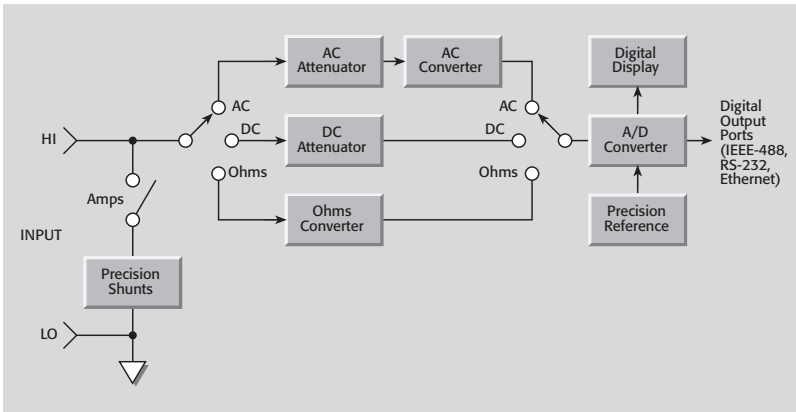 AC
Attenuator
AC
Converter
Digital
Display
AC
AC
HI
DC
DC
Attenuator
DC
A/D
Converter
Digital
Output
Ports
(IEEE-488,
RS-232,
Ethernet)
Ohms
Ohms
Amps
Ohms
Converter
Precision
Reference
INPUT
Precision
Shunts
LO